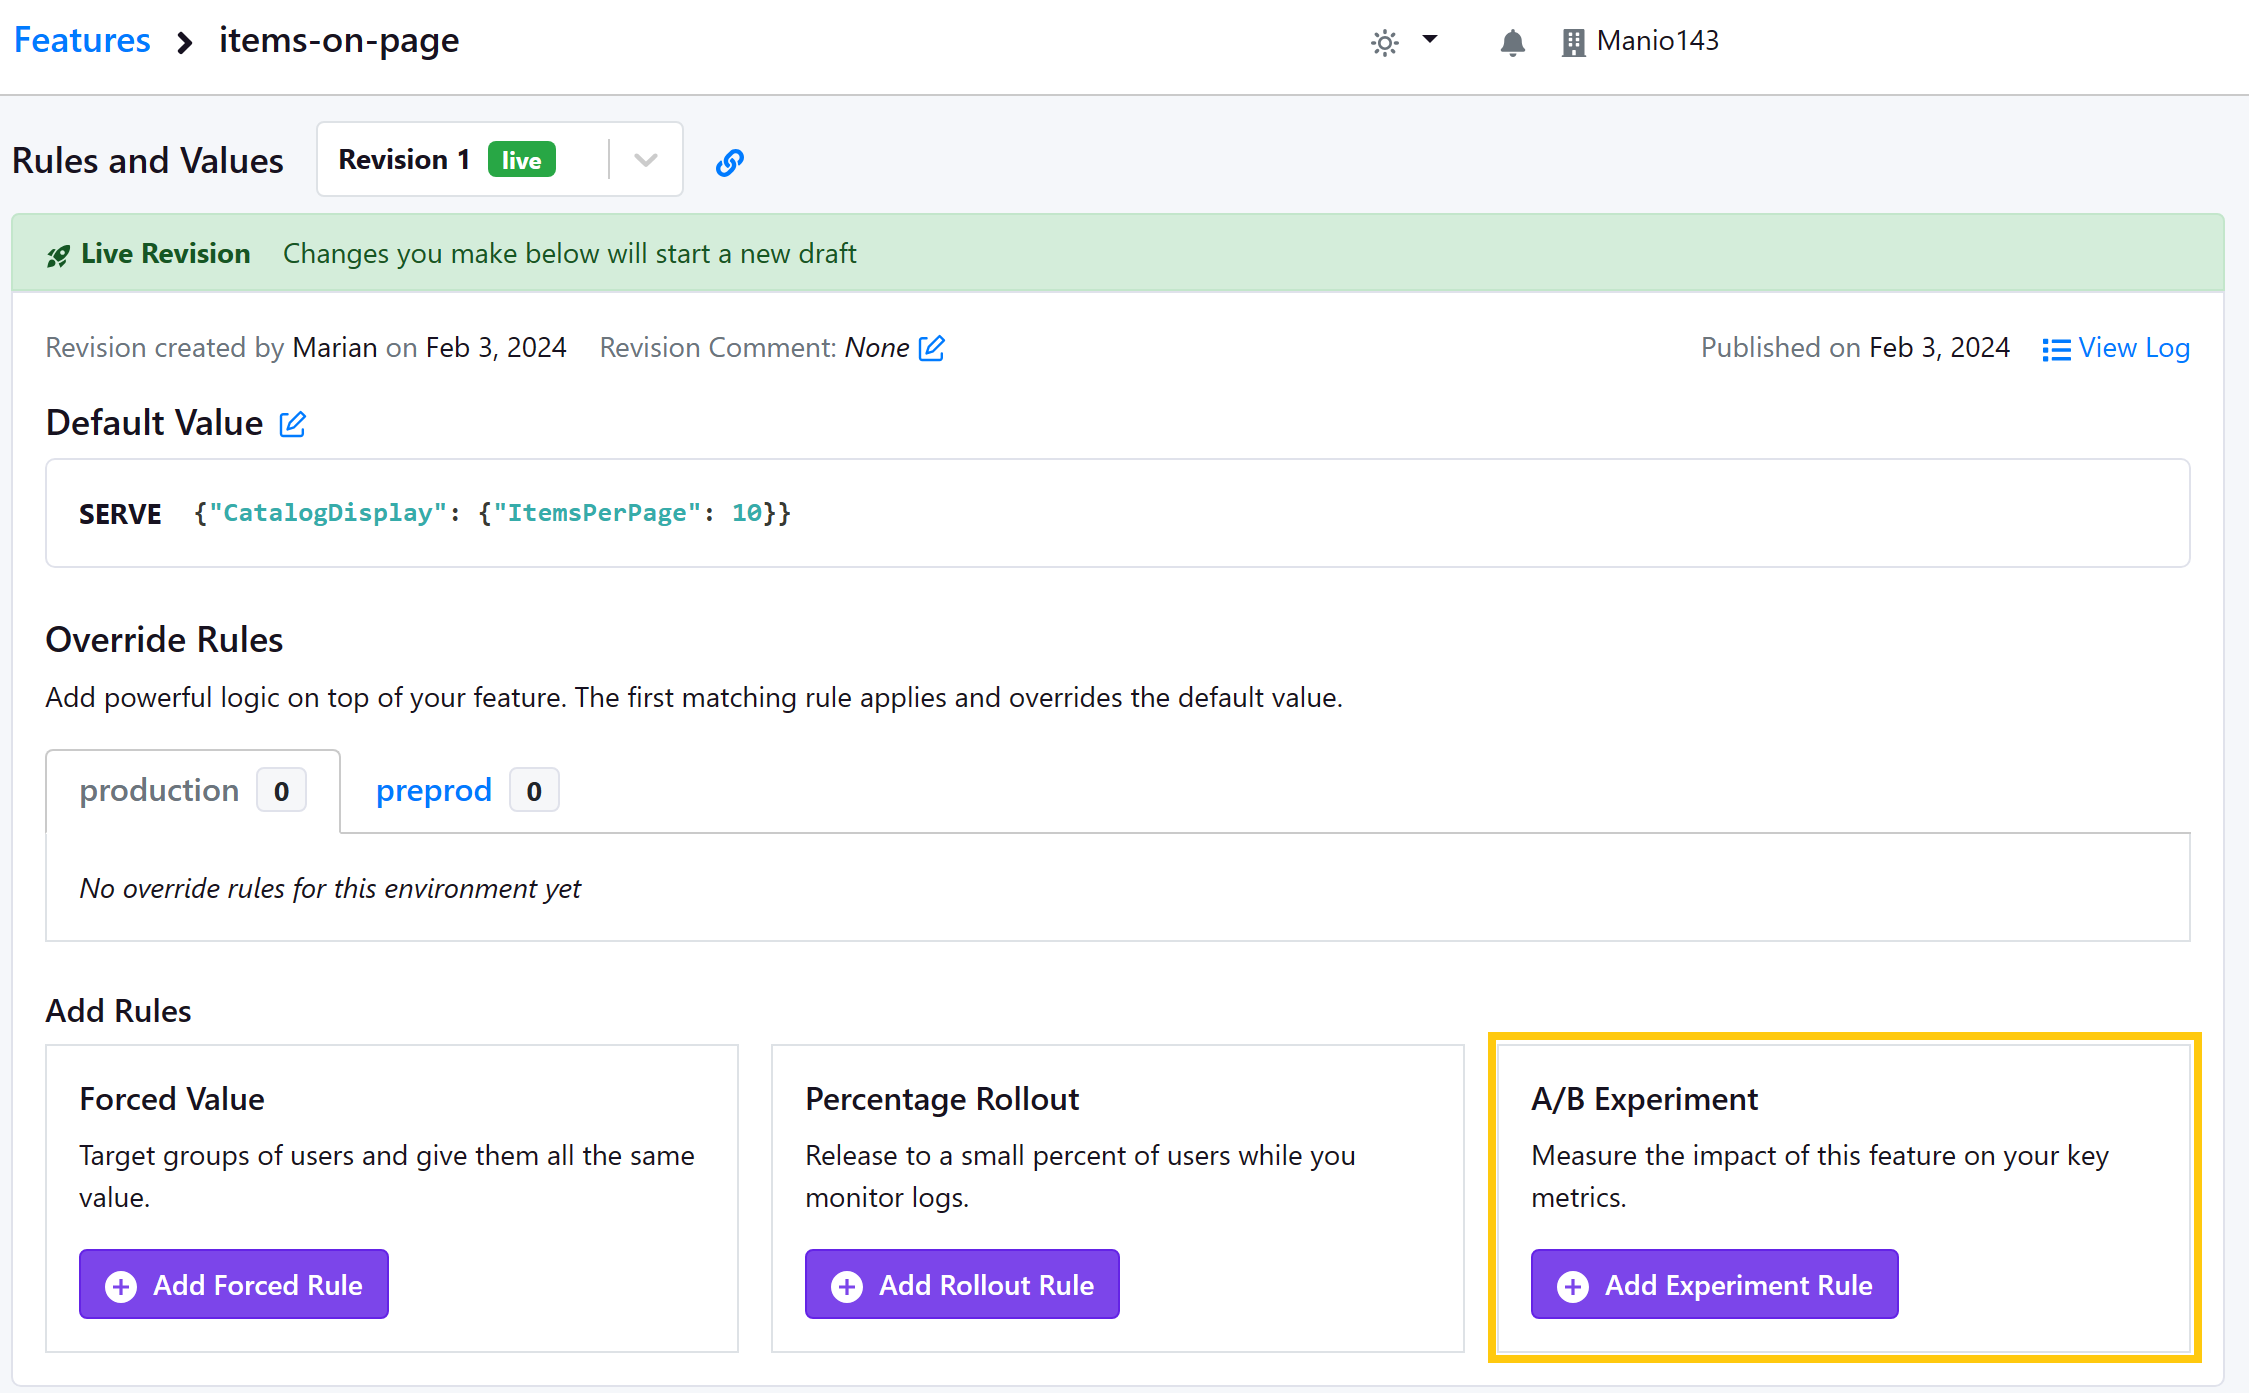 Features > items-on-page
Manio143
Rules and Values
Revision 1 live
Live Revision Changes you make below will start a new draft
Revision created by Marian on Feb 3, 2024 Revision Comment: None
Published on Feb 3, 2024 View Log
Default Value
SERVE {"CatalogDisplay": {"ItemsPerPage": 10}}
Override Rules
Add powerful logic on top of your feature. The first matching rule applies and overrides the default value.
production 0 preprod 0
No override rules for this environment yet
Add Rules
Forced Value
Target groups of users and give them all the same
value.
Add Forced Rule
Percentage Rollout
Release to a small percent of users while you
monitor logs.
Add Rollout Rule
A/B Experiment
Measure the impact of this feature on your key
metrics.
Add Experiment Rule